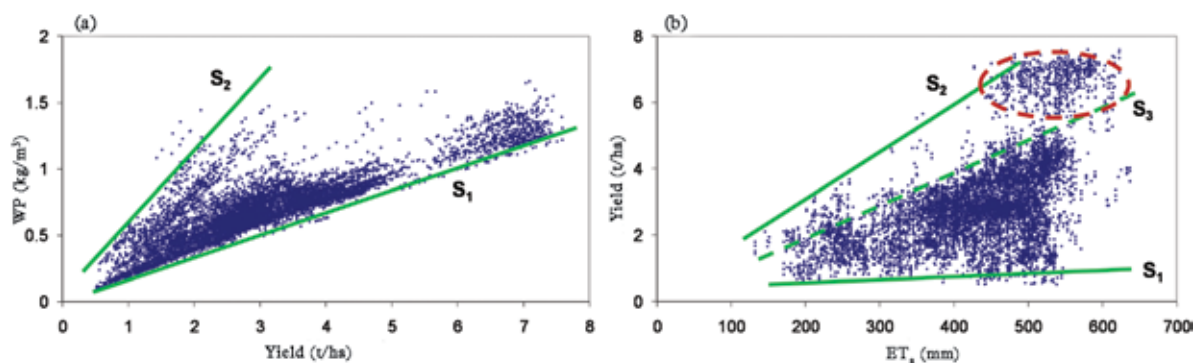 (a)
2
1.5
1
0.5
0
WP (kg/m³)
S₂
S₁
0 1 2 3 4 5 6 7 8
Yield (t/ha)
(b)
8
6
4
2
0
Yield (t/ha)
S₂
S₃
S₁
0 100 200 300 400 500 600 700
ETₐ (mm)